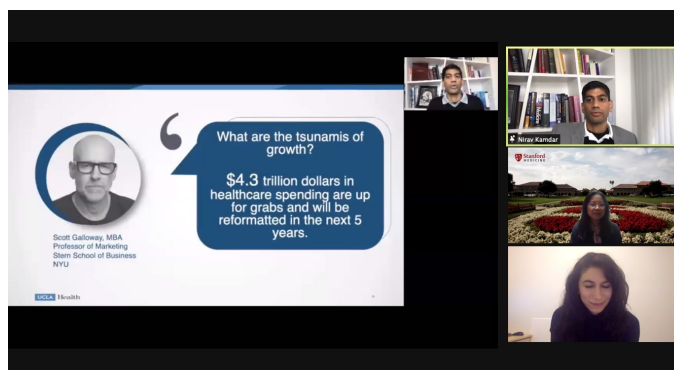 What are the tsunamis of
growth?
$4.3 trillion dollars in
healthcare spending are up
for grabs and will be
reformatted in the next 5
years.
Scott Galloway, MBA
Professor of Marketing
Stern School of Business
NYU
UCLA Health
Nirav Kamdar
Stanford
MEDICINE